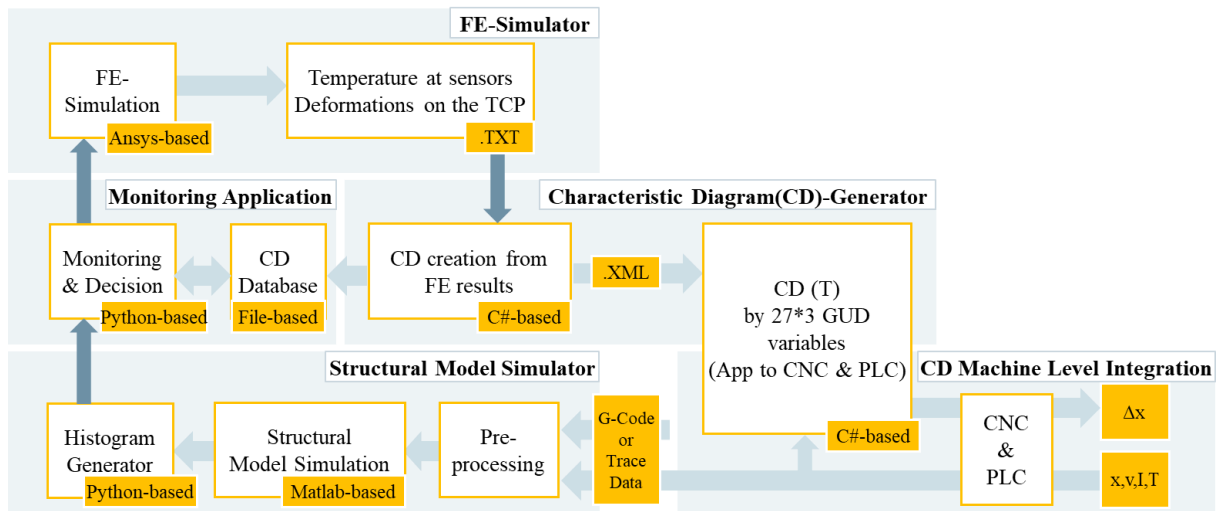 FE-Simulator
FE-
Simulation
Ansys-based
Temperature at sensors
Deformations on the TCP
.TXT
Monitoring Application
Monitoring
& Decision
Python-based
CD
Database
File-based
Characteristic Diagram(CD)-Generator
CD creation from
FE results
C#-based
.XML
CD (T)
by 27*3 GUD
variables
(App to CNC & PLC)
C#-based
Structural Model Simulator
Histogram
Generator
Python-based
Structural
Model Simulation
Matlab-based
Pre-
processing
G-Code
or
Trace
Data
CD Machine Level Integration
CNC
&
PLC
Δx
x,v,I,T